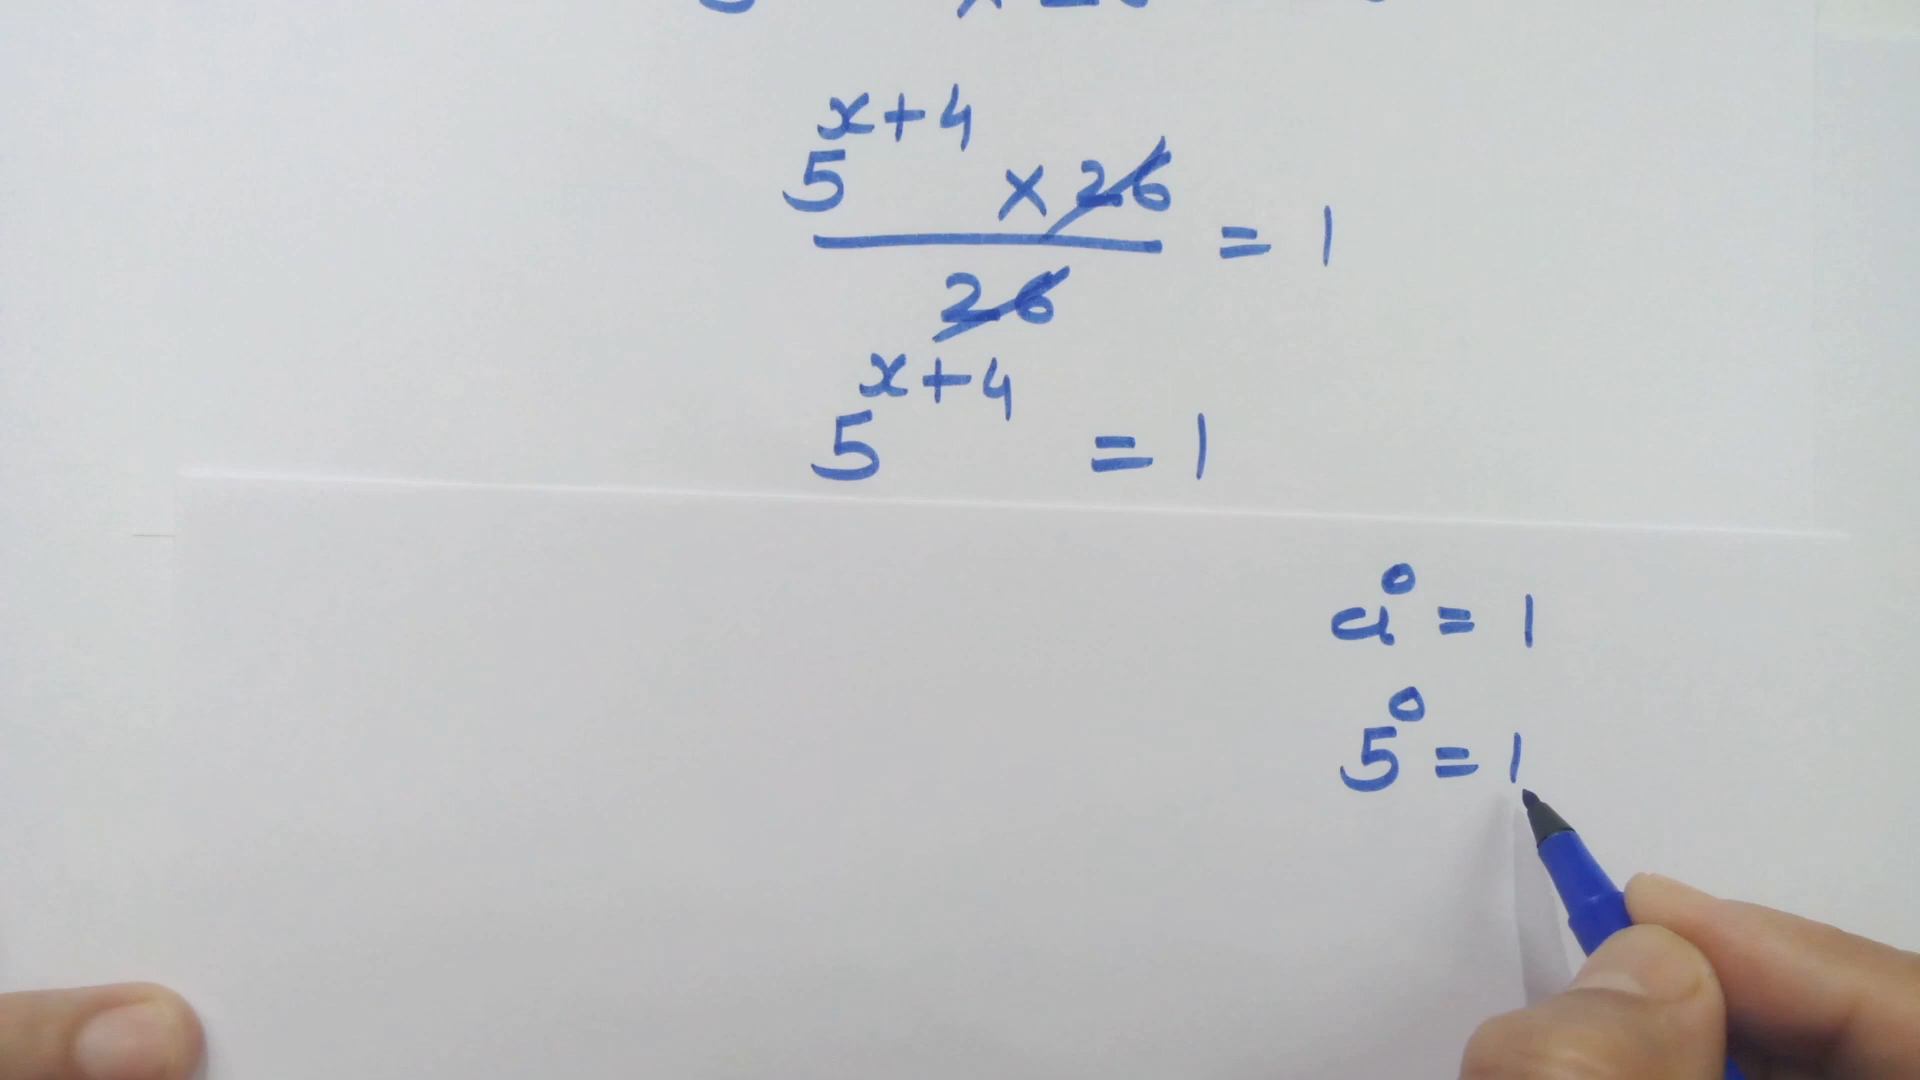 5^{x+4} × 26
26
= 1
5^{x+4} = 1
a^0 = 1
5^0 = 1